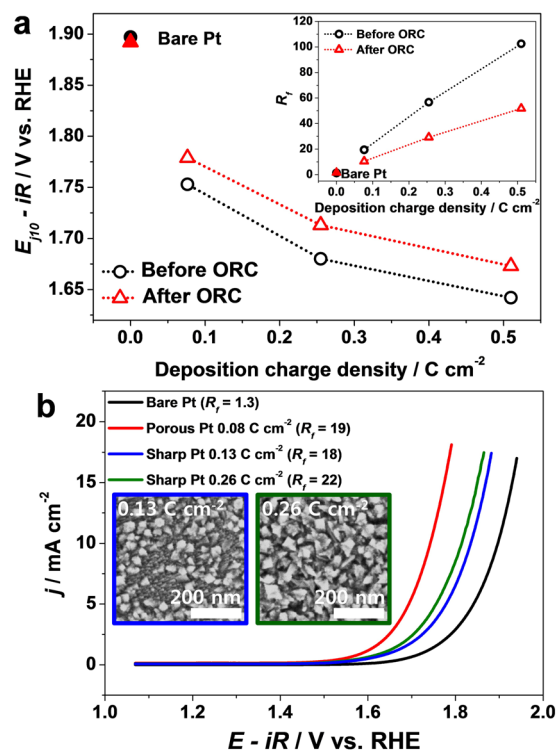 a
1.90
1.85
1.80
1.75
1.70
1.65
E_j10 - iR / V vs. RHE
Bare Pt
Before ORC
After ORC
0.0 0.1 0.2 0.3 0.4 0.5
Deposition charge density / C cm⁻²
120
100
80
60
40
20
0
R_f
Before ORC
After ORC
Bare Pt
0.0 0.1 0.2 0.3 0.4 0.5
Deposition charge density / C cm⁻²
b
20
15
10
5
0
j / mA cm⁻²
Bare Pt (R_f = 1.3)
Porous Pt 0.08 C cm⁻² (R_f = 19)
Sharp Pt 0.13 C cm⁻² (R_f = 18)
Sharp Pt 0.26 C cm⁻² (R_f = 22)
0.13 C cm⁻²
200 nm
0.26 C cm⁻²
200 nm
1.0 1.2 1.4 1.6 1.8 2.0
E - iR / V vs. RHE